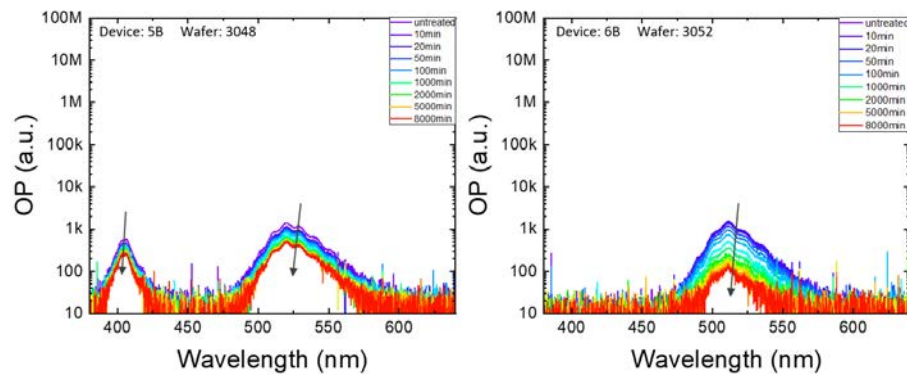 100M
10M
1M
100k
10k
1k
100
10
OP (a.u.)
Device: 5B Wafer: 3048
untreated
10min
20min
50min
100min
1000min
2000min
5000min
8000min
400 450 500 550 600
Wavelength (nm)
100M
10M
1M
100k
10k
1k
100
10
OP (a.u.)
Device: 6B Wafer: 3052
untreated
10min
20min
50min
100min
1000min
2000min
5000min
8000min
400 450 500 550 600
Wavelength (nm)